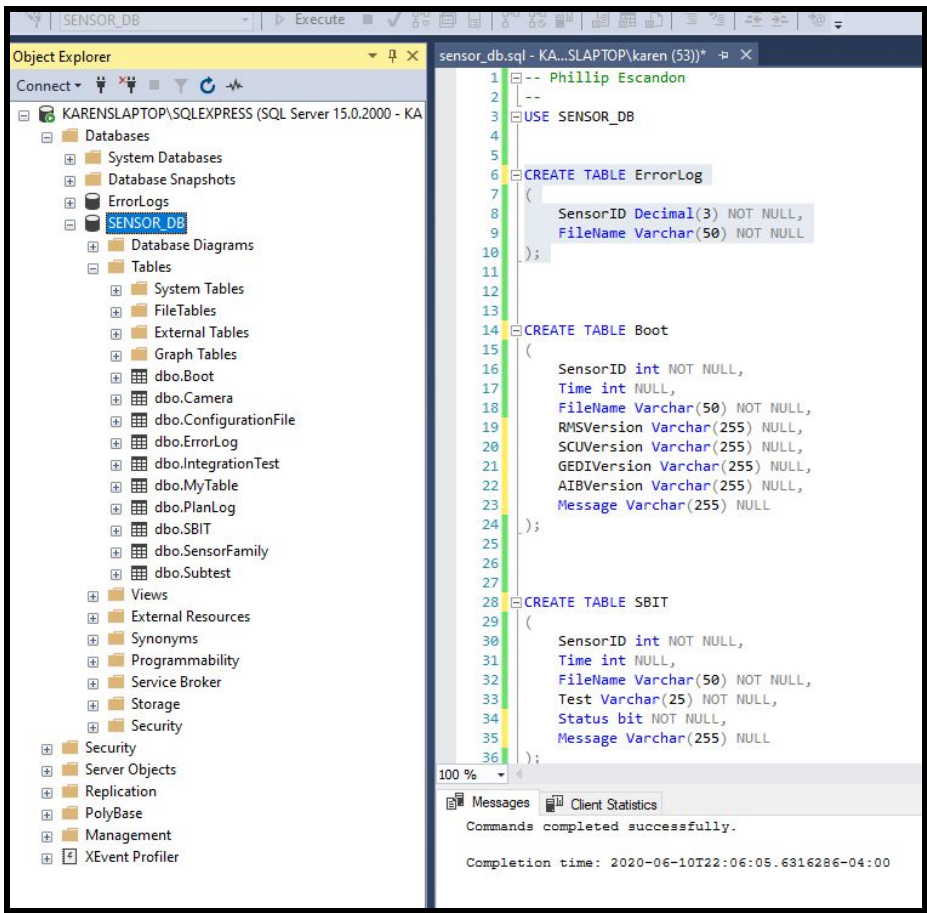 SENSOR_DB
Execute
Object Explorer
Connect
KARENSLAPTOP\SQLEXPRESS (SQL Server 15.0.2000 - KA
Databases
System Databases
Database Snapshots
ErrorLogs
SENSOR_DB
Database Diagrams
Tables
System Tables
FileTables
External Tables
Graph Tables
dbo.Boot
dbo.Camera
dbo.ConfigurationFile
dbo.ErrorLog
dbo.IntegrationTest
dbo.MyTable
dbo.PlanLog
dbo.SBIT
dbo.SensorFamily
dbo.Subtest
Views
External Resources
Synonyms
Programmability
Service Broker
Storage
Security
Security
Server Objects
Replication
PolyBase
Management
XEvent Profiler
sensor_db.sql - KA...SLAPTOP\karen (53))*
1 -- Phillip Escandon
2 --
3 USE SENSOR_DB
4
5
6 CREATE TABLE ErrorLog
7 (
8 SensorID Decimal(3) NOT NULL,
9 FileName Varchar(50) NOT NULL
10 );
11
12
13
14 CREATE TABLE Boot
15 (
16 SensorID int NOT NULL,
17 Time int NULL,
18 FileName Varchar(50) NOT NULL,
19 RMSVersion Varchar(255) NULL,
20 SCUVersion Varchar(255) NULL,
21 GEDIVersion Varchar(255) NULL,
22 AIBVersion Varchar(255) NULL,
23 Message Varchar(255) NULL
24 );
25
26
27
28 CREATE TABLE SBIT
29 (
30 SensorID int NOT NULL,
31 Time int NULL,
32 FileName Varchar(50) NOT NULL,
33 Test Varchar(25) NOT NULL,
34 Status bit NOT NULL,
35 Message Varchar(255) NULL
36 );
100 %
Messages Client Statistics
Commands completed successfully.
Completion time: 2020-06-10T22:06:05.6316286-04:00